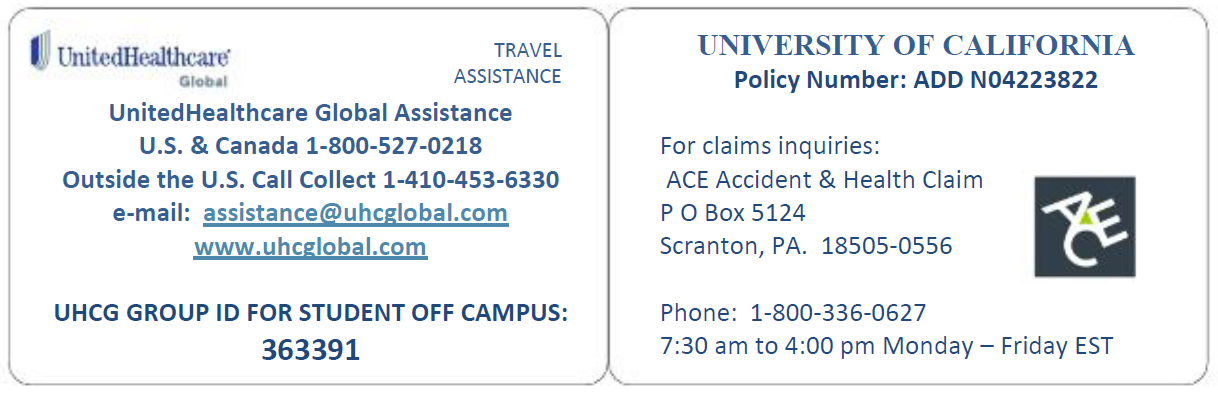 UnitedHealthcare®
Global
TRAVEL
ASSISTANCE
UnitedHealthcare Global Assistance
U.S. & Canada 1-800-527-0218
Outside the U.S. Call Collect 1-410-453-6330
e-mail:  assistance@uhcglobal.com
www.uhcglobal.com
UHCG GROUP ID FOR STUDENT OFF CAMPUS:
363391
UNIVERSITY OF CALIFORNIA
Policy Number: ADD N04223822
For claims inquiries:
ACE Accident & Health Claim
P O Box 5124
Scranton, PA.  18505-0556
ACE
Phone:  1-800-336-0627
7:30 am to 4:00 pm Monday – Friday EST